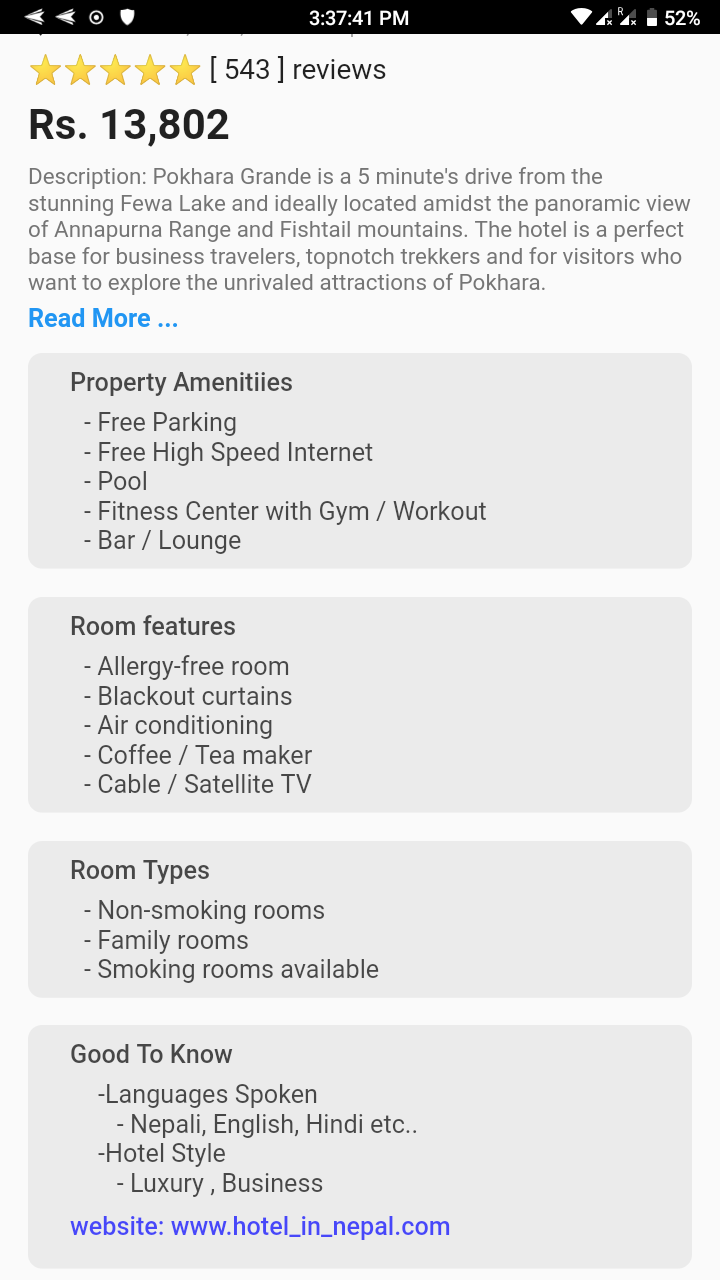 3:37:41 PM
R
52%
[ 543 ] reviews
Rs. 13,802
Description: Pokhara Grande is a 5 minute's drive from the
stunning Fewa Lake and ideally located amidst the panoramic view
of Annapurna Range and Fishtail mountains. The hotel is a perfect
base for business travelers, topnotch trekkers and for visitors who
want to explore the unrivaled attractions of Pokhara.
Read More ...
Property Amenitiies
- Free Parking
- Free High Speed Internet
- Pool
- Fitness Center with Gym / Workout
- Bar / Lounge
Room features
- Allergy-free room
- Blackout curtains
- Air conditioning
- Coffee / Tea maker
- Cable / Satellite TV
Room Types
- Non-smoking rooms
- Family rooms
- Smoking rooms available
Good To Know
-Languages Spoken
- Nepali, English, Hindi etc..
-Hotel Style
- Luxury , Business
website: www.hotel_in_nepal.com